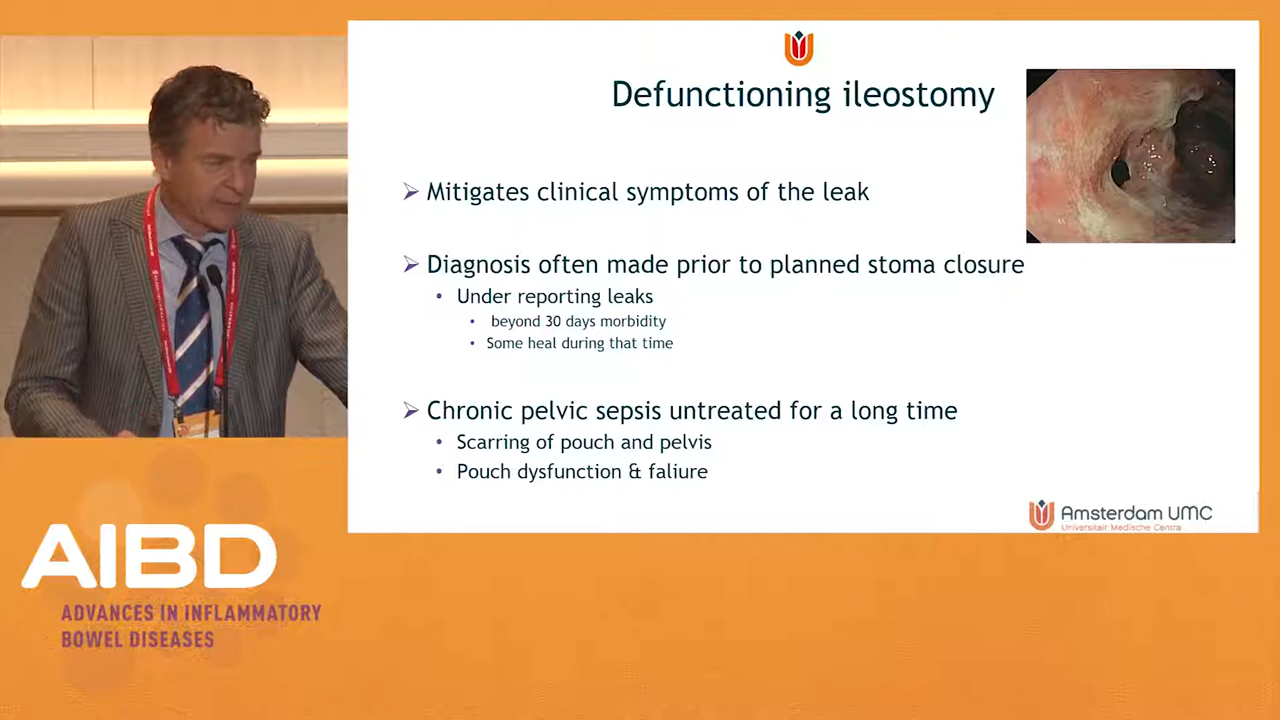 Defunctioning ileostomy
Mitigates clinical symptoms of the leak
Diagnosis often made prior to planned stoma closure
Under reporting leaks
beyond 30 days morbidity
Some heal during that time
Chronic pelvic sepsis untreated for a long time
Scarring of pouch and pelvis
Pouch dysfunction & faliure
Amsterdam UMC
Universitair Medische Centra
AIBD
ADVANCES IN INFLAMMATORY
BOWEL DISEASES